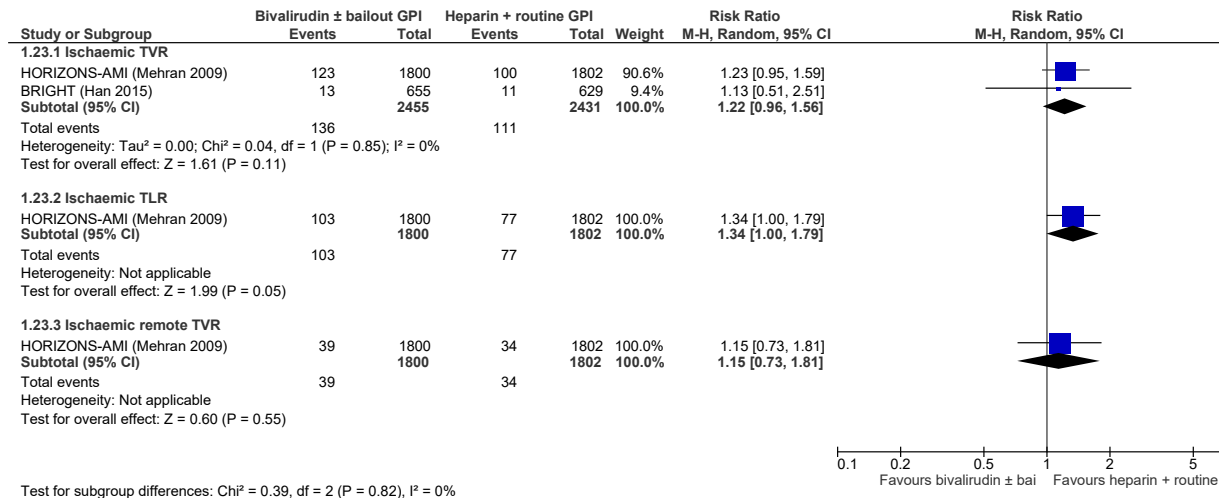 Bivalirudin ± bailout GPI Heparin + routine GPI Risk Ratio Risk Ratio
Study or Subgroup Events Total Events Total Weight M-H, Random, 95% CI M-H, Random, 95% CI
1.23.1 Ischaemic TVR
HORIZONS-AMI (Mehran 2009) 123 1800 100 1802 90.6% 1.23 [0.95, 1.59]
BRIGHT (Han 2015) 13 655 11 629 9.4% 1.13 [0.51, 2.51]
Subtotal (95% CI) 2455 2431 100.0% 1.22 [0.96, 1.56]
Total events 136 111
Heterogeneity: Tau² = 0.00; Chi² = 0.04, df = 1 (P = 0.85); I² = 0%
Test for overall effect: Z = 1.61 (P = 0.11)
1.23.2 Ischaemic TLR
HORIZONS-AMI (Mehran 2009) 103 1800 77 1802 100.0% 1.34 [1.00, 1.79]
Subtotal (95% CI) 1800 1802 100.0% 1.34 [1.00, 1.79]
Total events 103 77
Heterogeneity: Not applicable
Test for overall effect: Z = 1.99 (P = 0.05)
1.23.3 Ischaemic remote TVR
HORIZONS-AMI (Mehran 2009) 39 1800 34 1802 100.0% 1.15 [0.73, 1.81]
Subtotal (95% CI) 1800 1802 100.0% 1.15 [0.73, 1.81]
Total events 39 34
Heterogeneity: Not applicable
Test for overall effect: Z = 0.60 (P = 0.55)
0.1 0.2 0.5 1 2 5
Favours bivalirudin ± bai Favours heparin + routine
Test for subgroup differences: Chi² = 0.39, df = 2 (P = 0.82), I² = 0%